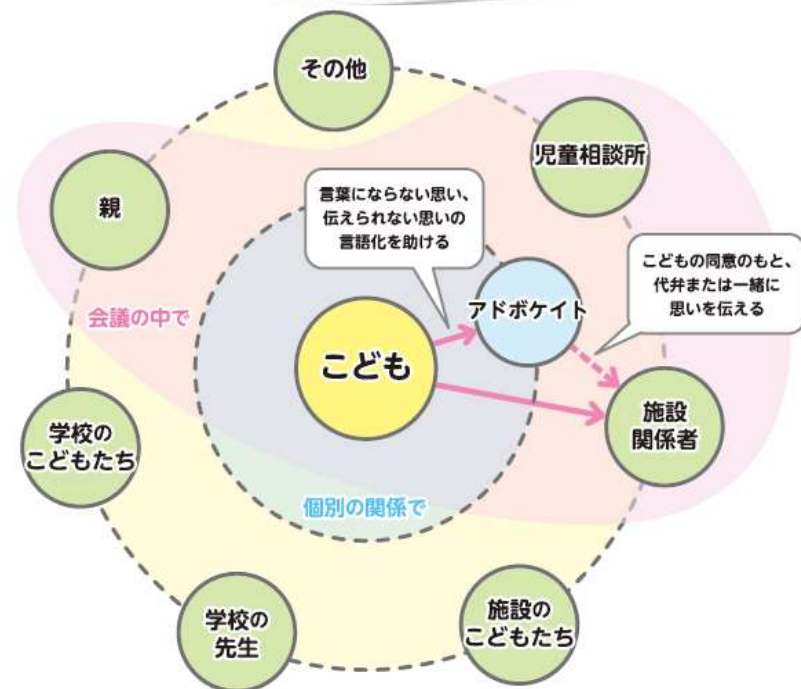 その他
児童相談所
親
言葉にならない思い、
伝えられない思いの
言語化を助ける
こどもの同意のもと、
代弁または一緒に
思いを伝える
アドボケイト
会議の中で
こども
施設
関係者
学校の
こどもたち
個別の関係で
学校の
先生
施設の
こどもたち